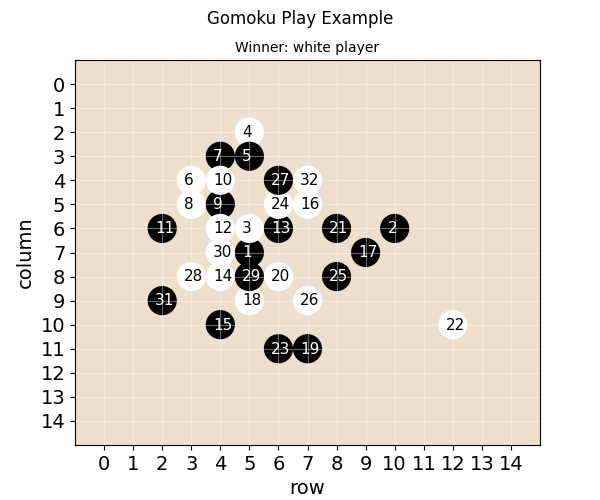 Gomoku Play Example
Winner: white player
0
1
2 4
3 7 5
4 6 10 27 32
5 8 9 24 16
6 11 12 3 13 21 2
7 30 1 17
8 28 14 29 20 25
9 31 18 26
10 15 22
11 23 19
12
13
14
column
0 1 2 3 4 5 6 7 8 9 10 11 12 13 14
row